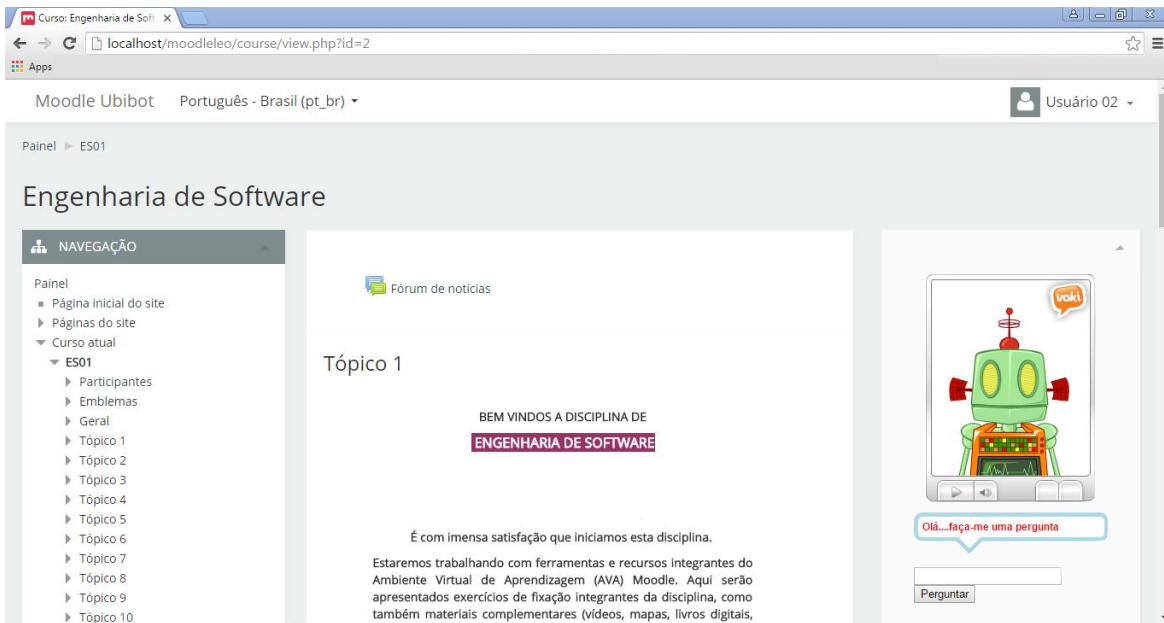 Curso: Engenharia de Soft
localhost/moodleleo/course/view.php?id=2
Apps
Moodle Ubibot Português - Brasil (pt_br)
Usuário 02
Painel ES01
Engenharia de Software
NAVEGAÇÃO
Painel
Página inicial do site
Páginas do site
Curso atual
ES01
Participantes
Emblemas
Geral
Tópico 1
Tópico 2
Tópico 3
Tópico 4
Tópico 5
Tópico 6
Tópico 7
Tópico 8
Tópico 9
Tópico 10
Fórum de notícias
Tópico 1
BEM VINDOS A DISCIPLINA DE
ENGENHARIA DE SOFTWARE
É com imensa satisfação que iniciamos esta disciplina.
Estaremos trabalhando com ferramentas e recursos integrantes do
Ambiente Virtual de Aprendizagem (AVA) Moodle. Aqui serão
apresentados exercícios de fixação integrantes da disciplina, como
também materiais complementares (vídeos, mapas, livros digitais,
voki
Olá....faça-me uma pergunta
Perguntar